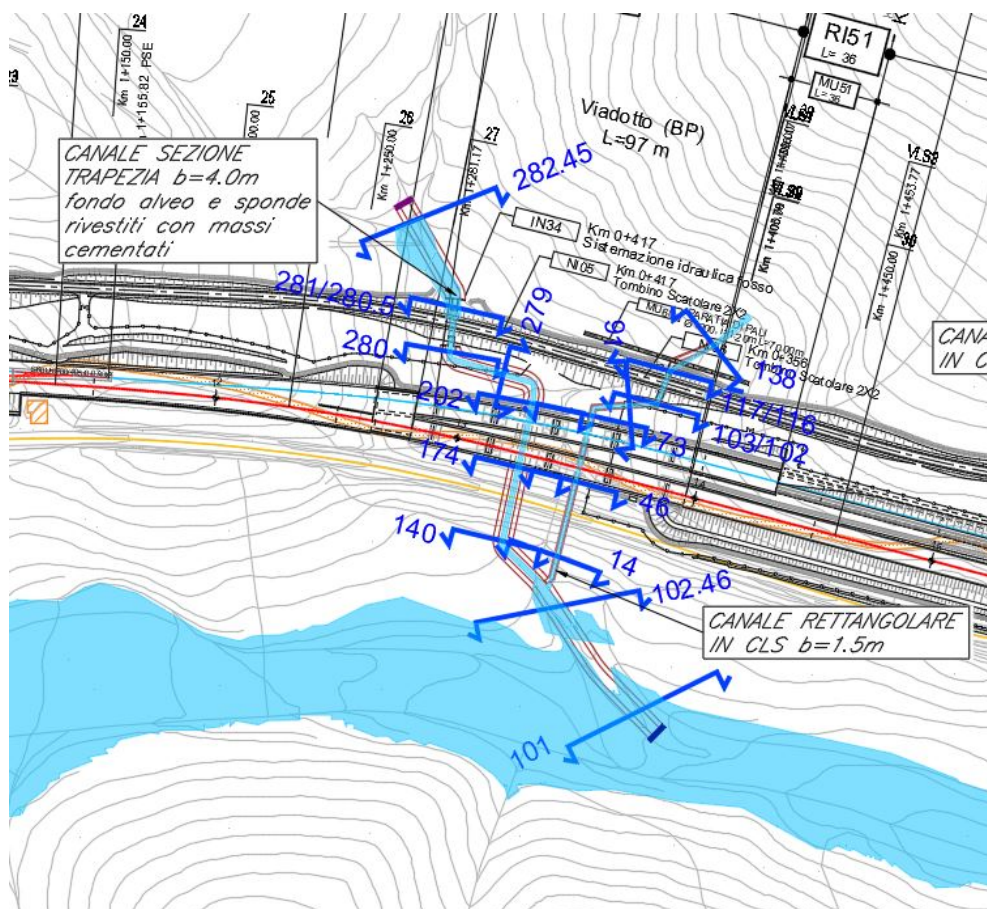 24
Km 1+150.00
Km 1+155.82 PSE
25
26
Km 1+250.00
27
Km 1+281.17
Viadotto (BP)
L=97 m
RI51
L= 36
MU51
L= 36
Km 1+453.77
Km 1+450.00
CANALE SEZIONE
TRAPEZIA b=4.0m
fondo alveo e sponde
rivestiti con massi
cementati
282.45
IN34
Km 0+417
Sistemazione idraulica fosso
NI05
Km 0+417
Tombino Scatolare 2X2
Km 0+356
Tombino Scatolare 2X2
CANA
IN C
281/280.5
279
280
91
138
117/116
202
103/102
73
174
46
140
14
102.46
CANALE RETTANGOLARE
IN CLS b=1.5m
101